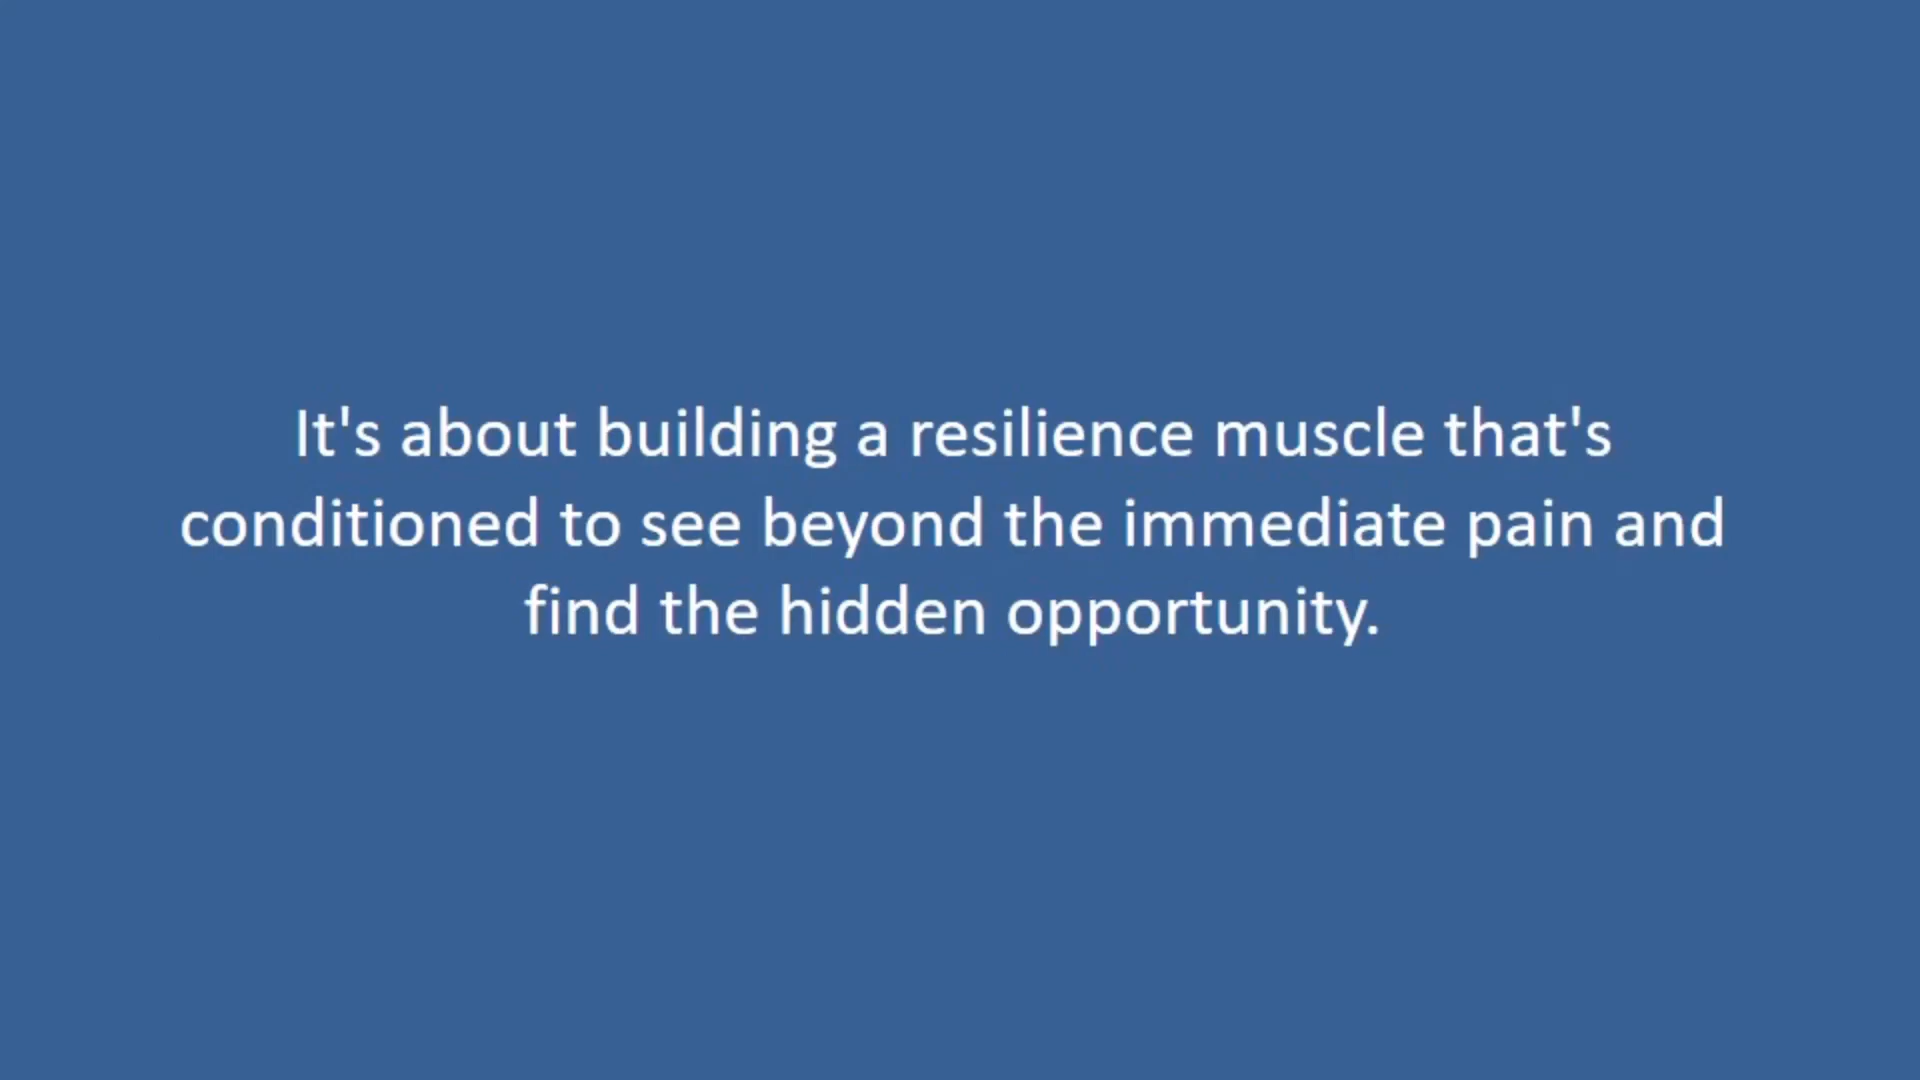 It's about building a resilience muscle that's
conditioned to see beyond the immediate pain and
find the hidden opportunity.